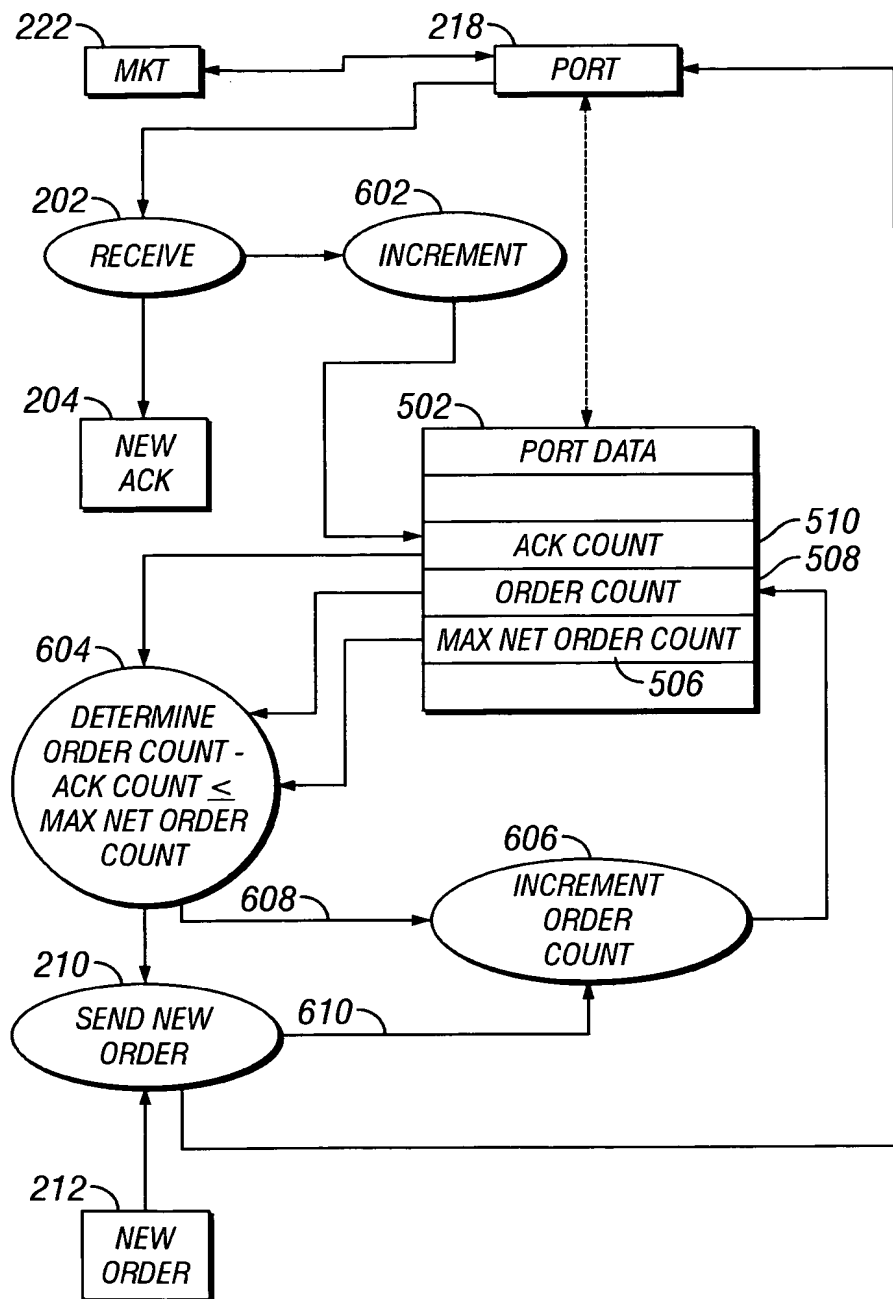 222
MKT
218
PORT
202
RECEIVE
602
INCREMENT
204
NEW
ACK
502
PORT DATA
ACK COUNT
510
ORDER COUNT
508
MAX NET ORDER COUNT
506
604
DETERMINE
ORDER COUNT -
ACK COUNT ≤
MAX NET ORDER
COUNT
608
606
INCREMENT
ORDER
COUNT
210
SEND NEW
ORDER
610
212
NEW
ORDER